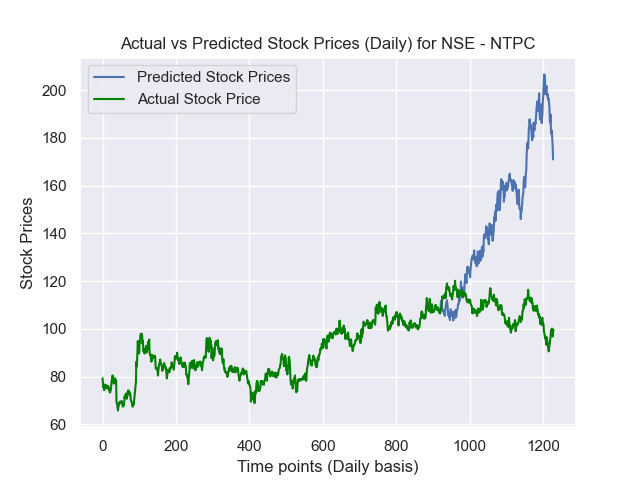 Actual vs Predicted Stock Prices (Daily) for NSE - NTPC
Predicted Stock Prices
Actual Stock Price
Stock Prices
200
180
160
140
120
100
80
60
0 200 400 600 800 1000 1200
Time points (Daily basis)